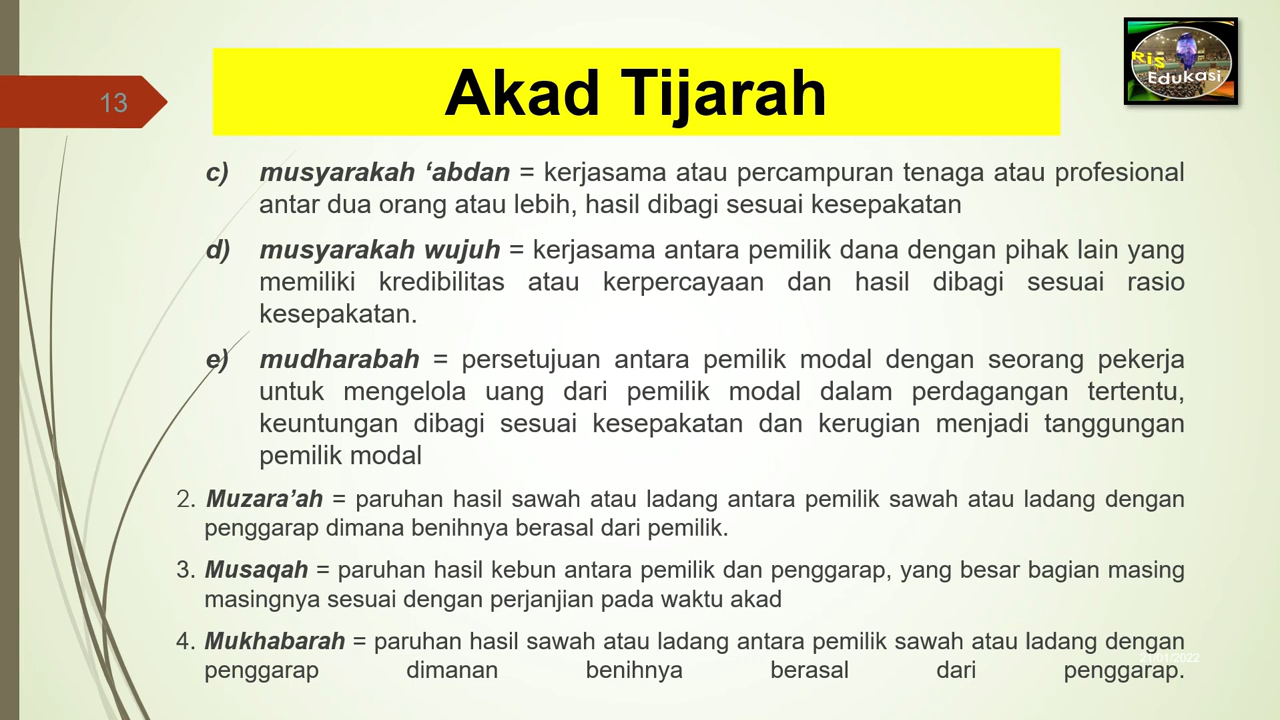 13
Akad Tijarah
Ris
Edukasi
c) musyarakah ‘abdan = kerjasama atau percampuran tenaga atau profesional
antar dua orang atau lebih, hasil dibagi sesuai kesepakatan
d) musyarakah wujuh = kerjasama antara pemilik dana dengan pihak lain yang
memiliki kredibilitas atau kerpercayaan dan hasil dibagi sesuai rasio
kesepakatan.
e) mudharabah = persetujuan antara pemilik modal dengan seorang pekerja
untuk mengelola uang dari pemilik modal dalam perdagangan tertentu,
keuntungan dibagi sesuai kesepakatan dan kerugian menjadi tanggungan
pemilik modal
2. Muzara’ah = paruhan hasil sawah atau ladang antara pemilik sawah atau ladang dengan
penggarap dimana benihnya berasal dari pemilik.
3. Musaqah = paruhan hasil kebun antara pemilik dan penggarap, yang besar bagian masing
masingnya sesuai dengan perjanjian pada waktu akad
4. Mukhabarah = paruhan hasil sawah atau ladang antara pemilik sawah atau ladang dengan
penggarap dimanan benihnya berasal dari penggarap.